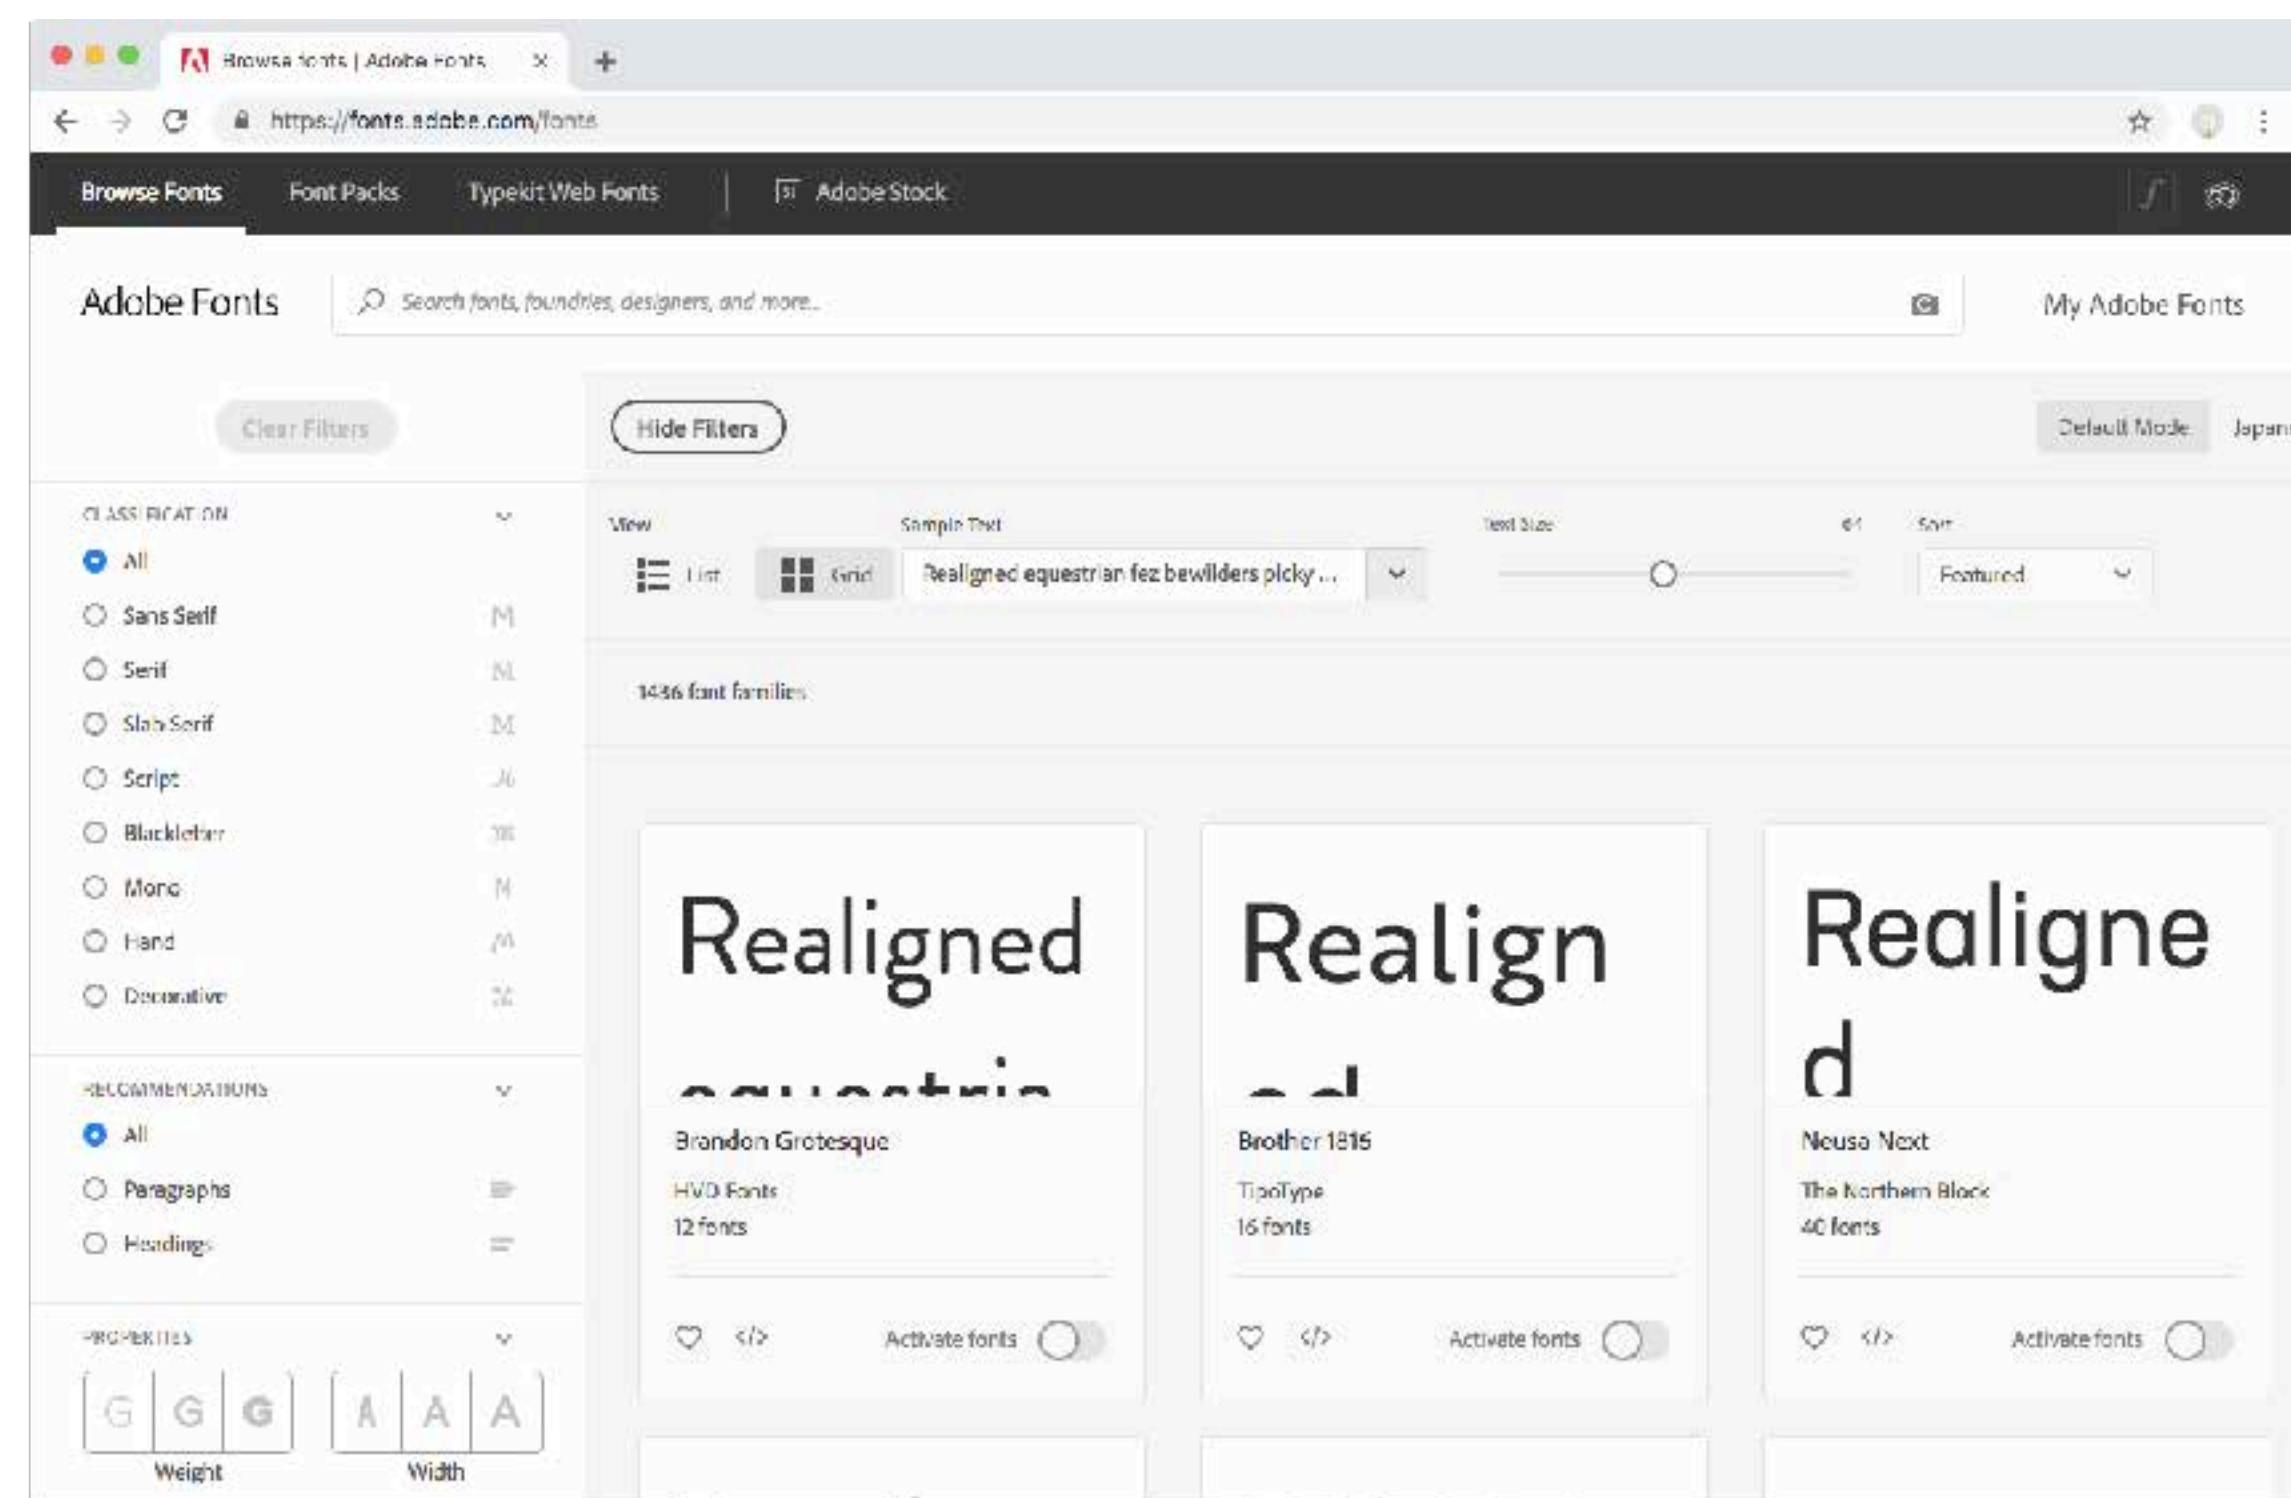 Browse fonts | Adobe Fonts
https://fonts.adobe.com/fonts
Browse Fonts Font Packs Typekit Web Fonts St Adobe Stock
Adobe Fonts Search fonts, foundries, designers, and more... My Adobe Fonts
Clear Filters Hide Filters Default Mode
CLASSIFICATION
All
Sans Serif M
Serif M
Slab Serif M
Script M
Blackletter
Mono M
Hand M
Decorative
RECOMMENDATIONS
All
Paragraphs
Headings
PROPERTIES
G G G A A A
Weight Width
View Sample Text Text Size 64 Sort
List Grid Realigned equestrian fez bewilders picky ... Featured
1436 font families
Realigned
equestria
Brandon Grotesque
HVD Fonts
12 fonts
</> Activate fonts
Realign
ed
Brother 1816
TipoType
16 fonts
</> Activate fonts
Realigne
d
Neusa Next
The Northern Block
40 fonts
</> Activate fonts